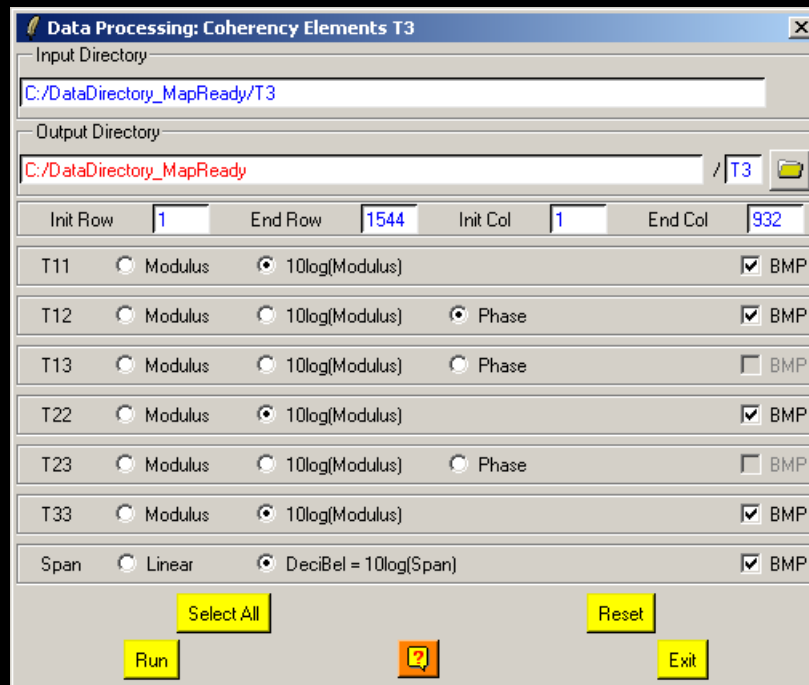 Data Processing: Coherency Elements T3
Input Directory
C:/DataDirectory_MapReady/T3
Output Directory
C:/DataDirectory_MapReady / T3
Init Row 1 End Row 1544 Init Col 1 End Col 932
T11 Modulus 10log(Modulus) BMP
T12 Modulus 10log(Modulus) Phase BMP
T13 Modulus 10log(Modulus) Phase BMP
T22 Modulus 10log(Modulus) BMP
T23 Modulus 10log(Modulus) Phase BMP
T33 Modulus 10log(Modulus) BMP
Span Linear DeciBel = 10log(Span) BMP
Select All Reset
Run ? Exit